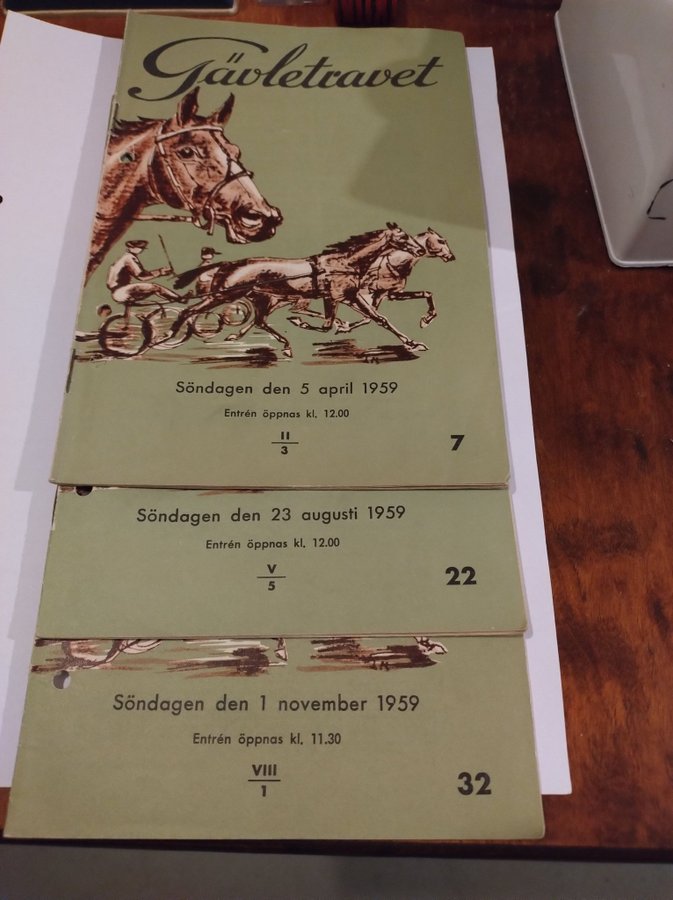 Gävletravet
Söndagen den 5 april 1959
Entrén öppnas kl. 12.00
II
3
7
Söndagen den 23 augusti 1959
Entrén öppnas kl. 12.00
V
5
22
Söndagen den 1 november 1959
Entrén öppnas kl. 11.30
VIII
1
32